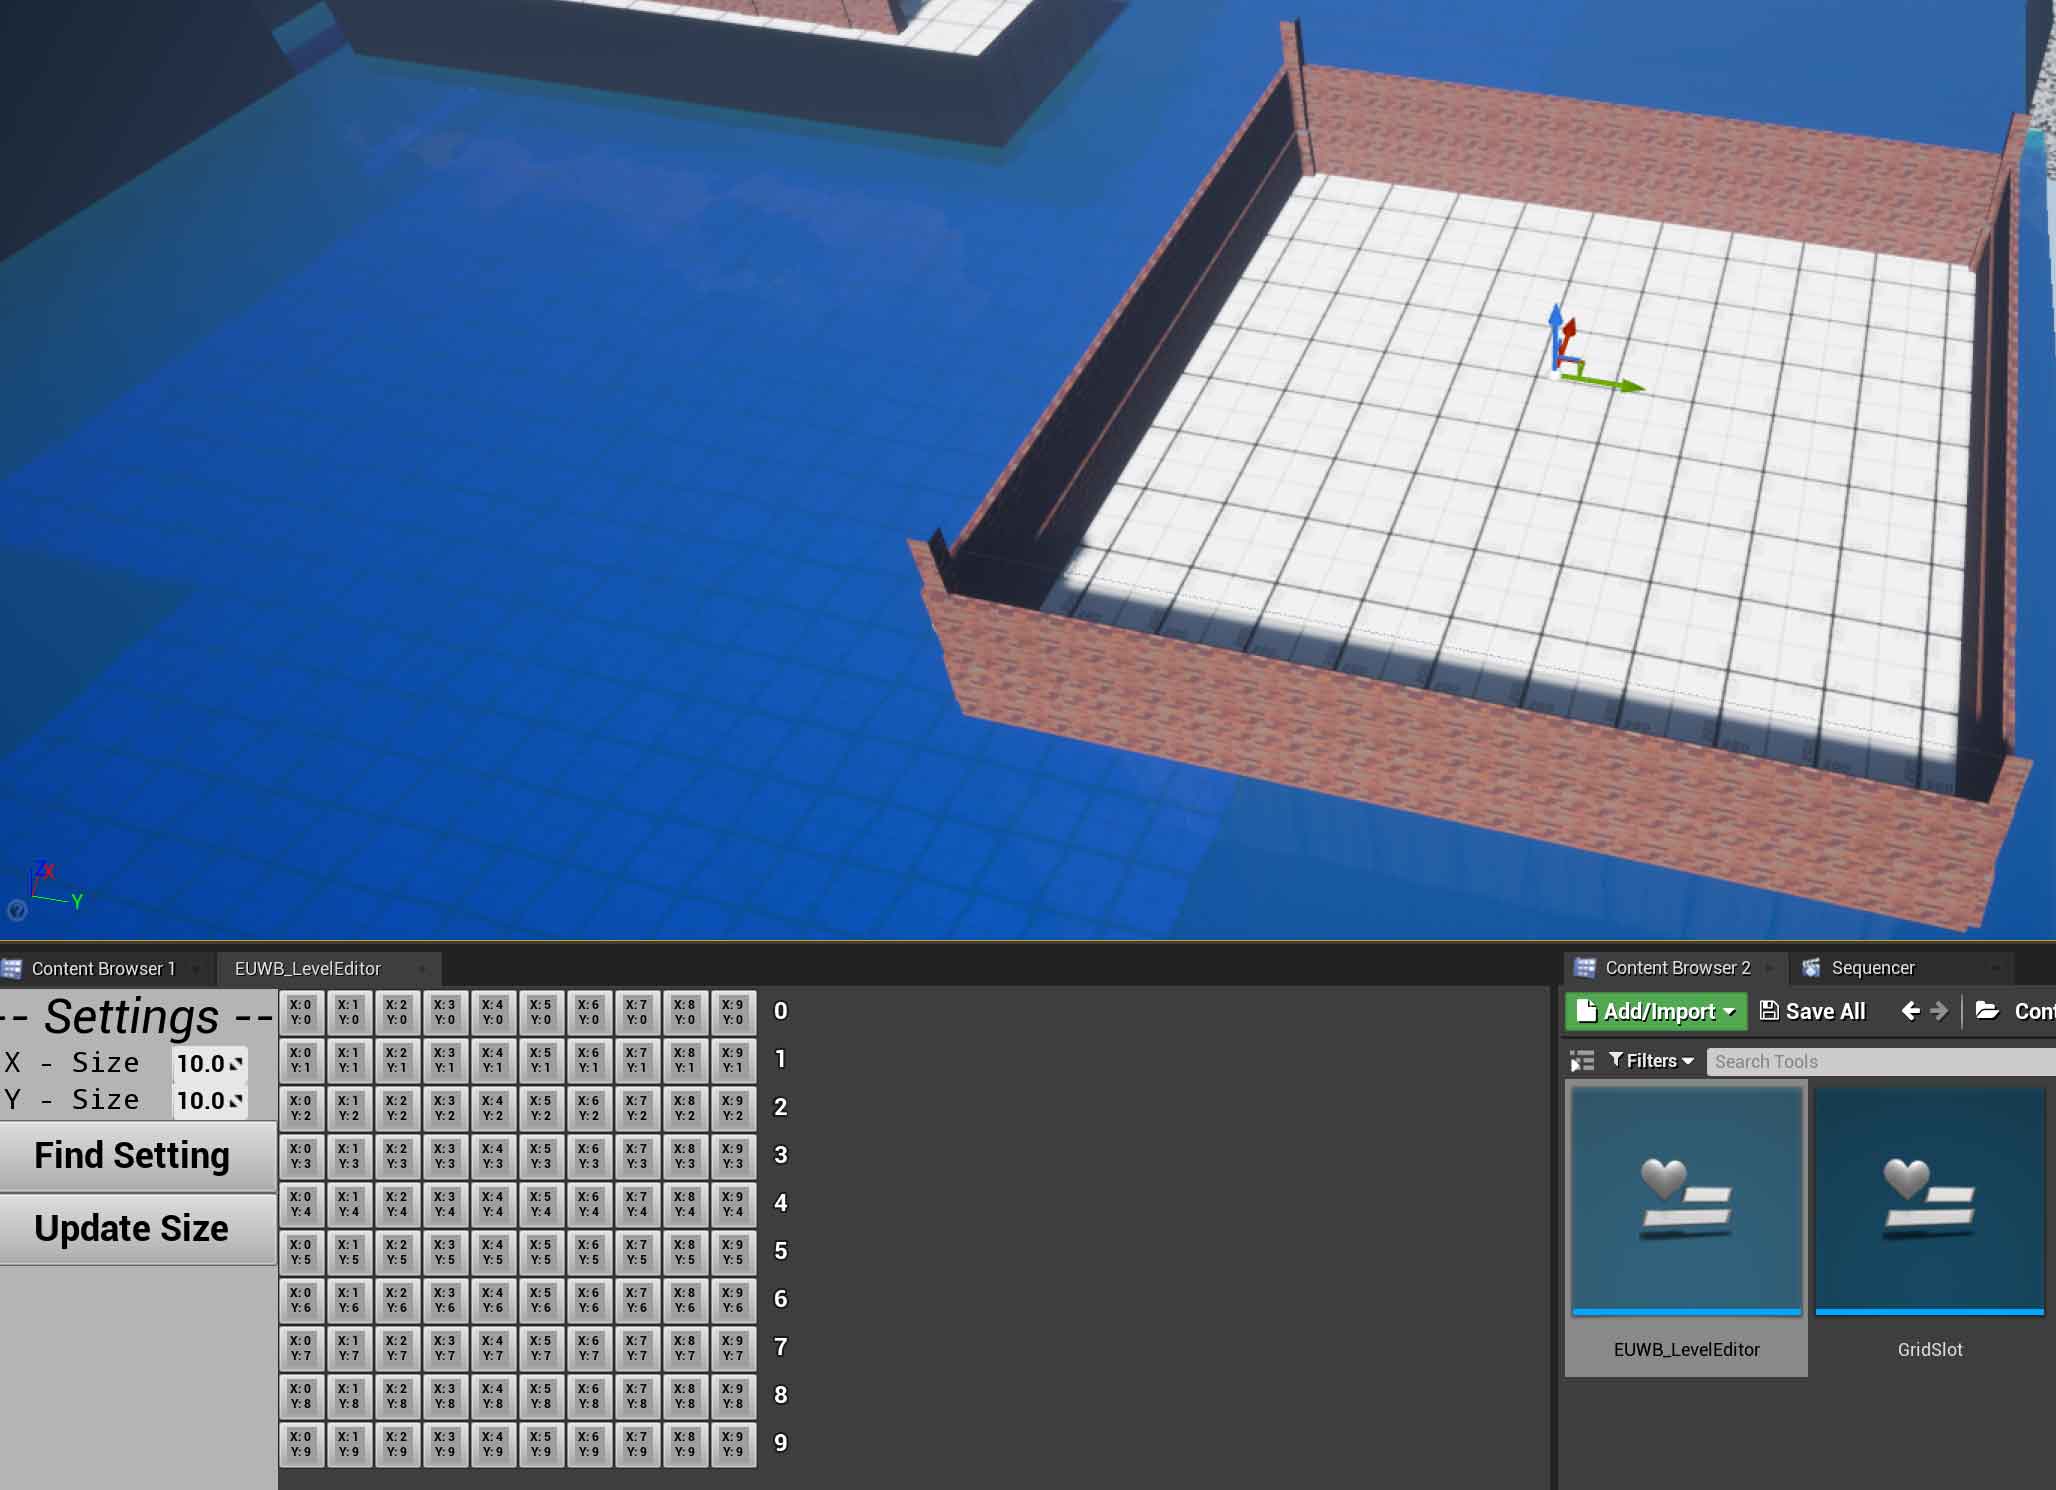 Z X
Y
?
Content Browser 1
EUWB_LevelEditor
Content Browser 2
Sequencer
-- Settings --
X - Size 10.0
Y - Size 10.0
Find Setting
Update Size
X: 0 X: 1 X: 2 X: 3 X: 4 X: 5 X: 6 X: 7 X: 8 X: 9
Y: 0 Y: 0 Y: 0 Y: 0 Y: 0 Y: 0 Y: 0 Y: 0 Y: 0 Y: 0
0
X: 0 X: 1 X: 2 X: 3 X: 4 X: 5 X: 6 X: 7 X: 8 X: 9
Y: 1 Y: 1 Y: 1 Y: 1 Y: 1 Y: 1 Y: 1 Y: 1 Y: 1 Y: 1
1
X: 0 X: 1 X: 2 X: 3 X: 4 X: 5 X: 6 X: 7 X: 8 X: 9
Y: 2 Y: 2 Y: 2 Y: 2 Y: 2 Y: 2 Y: 2 Y: 2 Y: 2 Y: 2
2
X: 0 X: 1 X: 2 X: 3 X: 4 X: 5 X: 6 X: 7 X: 8 X: 9
Y: 3 Y: 3 Y: 3 Y: 3 Y: 3 Y: 3 Y: 3 Y: 3 Y: 3 Y: 3
3
X: 0 X: 1 X: 2 X: 3 X: 4 X: 5 X: 6 X: 7 X: 8 X: 9
Y: 4 Y: 4 Y: 4 Y: 4 Y: 4 Y: 4 Y: 4 Y: 4 Y: 4 Y: 4
4
X: 0 X: 1 X: 2 X: 3 X: 4 X: 5 X: 6 X: 7 X: 8 X: 9
Y: 5 Y: 5 Y: 5 Y: 5 Y: 5 Y: 5 Y: 5 Y: 5 Y: 5 Y: 5
5
X: 0 X: 1 X: 2 X: 3 X: 4 X: 5 X: 6 X: 7 X: 8 X: 9
Y: 6 Y: 6 Y: 6 Y: 6 Y: 6 Y: 6 Y: 6 Y: 6 Y: 6 Y: 6
6
X: 0 X: 1 X: 2 X: 3 X: 4 X: 5 X: 6 X: 7 X: 8 X: 9
Y: 7 Y: 7 Y: 7 Y: 7 Y: 7 Y: 7 Y: 7 Y: 7 Y: 7 Y: 7
7
X: 0 X: 1 X: 2 X: 3 X: 4 X: 5 X: 6 X: 7 X: 8 X: 9
Y: 8 Y: 8 Y: 8 Y: 8 Y: 8 Y: 8 Y: 8 Y: 8 Y: 8 Y: 8
8
X: 0 X: 1 X: 2 X: 3 X: 4 X: 5 X: 6 X: 7 X: 8 X: 9
Y: 9 Y: 9 Y: 9 Y: 9 Y: 9 Y: 9 Y: 9 Y: 9 Y: 9 Y: 9
9
Add/Import Save All Con
Filters Search Tools
EUWB_LevelEditor
GridSlot